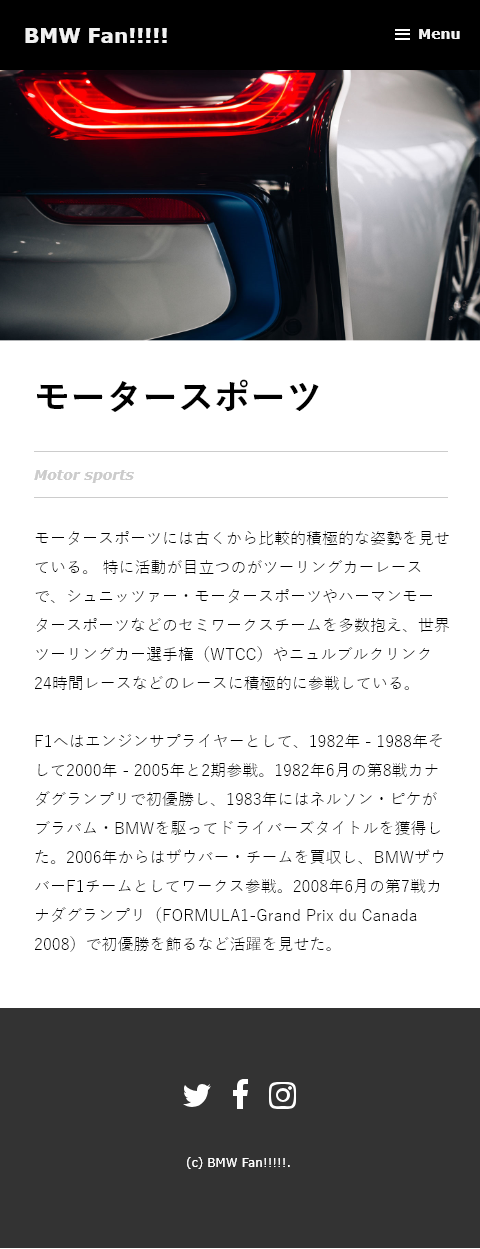 BMW Fan!!!!!
Menu
モータースポーツ
Motor sports
モータースポーツには古くから比較的積極的な姿勢を見せ
ている。 特に活動が目立つのがツーリングカーレース
で、シュニッツァー・モータースポーツやハーマンモー
タースポーツなどのセミワークスチームを多数抱え、世界
ツーリングカー選手権（WTCC）やニュルブルクリンク
24時間レースなどのレースに積極的に参戦している。
F1へはエンジンサプライヤーとして、1982年 - 1988年そ
して2000年 - 2005年と2期参戦。1982年6月の第8戦カナ
ダグランプリで初優勝し、1983年にはネルソン・ピケが
ブラバム・BMWを駆ってドライバーズタイトルを獲得し
た。2006年からはザウバー・チームを買収し、BMWザウ
バーF1チームとしてワークス参戦。2008年6月の第7戦カ
ナダグランプリ（FORMULA1-Grand Prix du Canada
2008）で初優勝を飾るなど活躍を見せた。
(c) BMW Fan!!!!!.